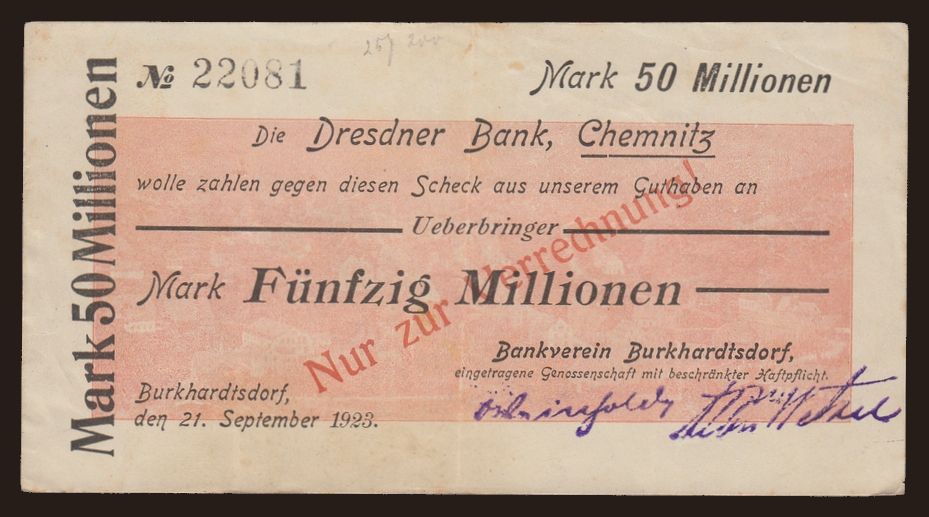 257 200
№ 22081
Mark 50 Millionen
Mark 50 Millionen
Die Dresdner Bank, Chemnitz
wolle zahlen gegen diesen Scheck aus unserem Guthaben an
Ueberbringer
Mark Fünfzig Millionen
Nur zur Verrechnung!
Bankverein Burkhardtsdorf,
eingetragene Genossenschaft mit beschränkter Haftpflicht.
Burkhardtsdorf,
den 21. September 1923.